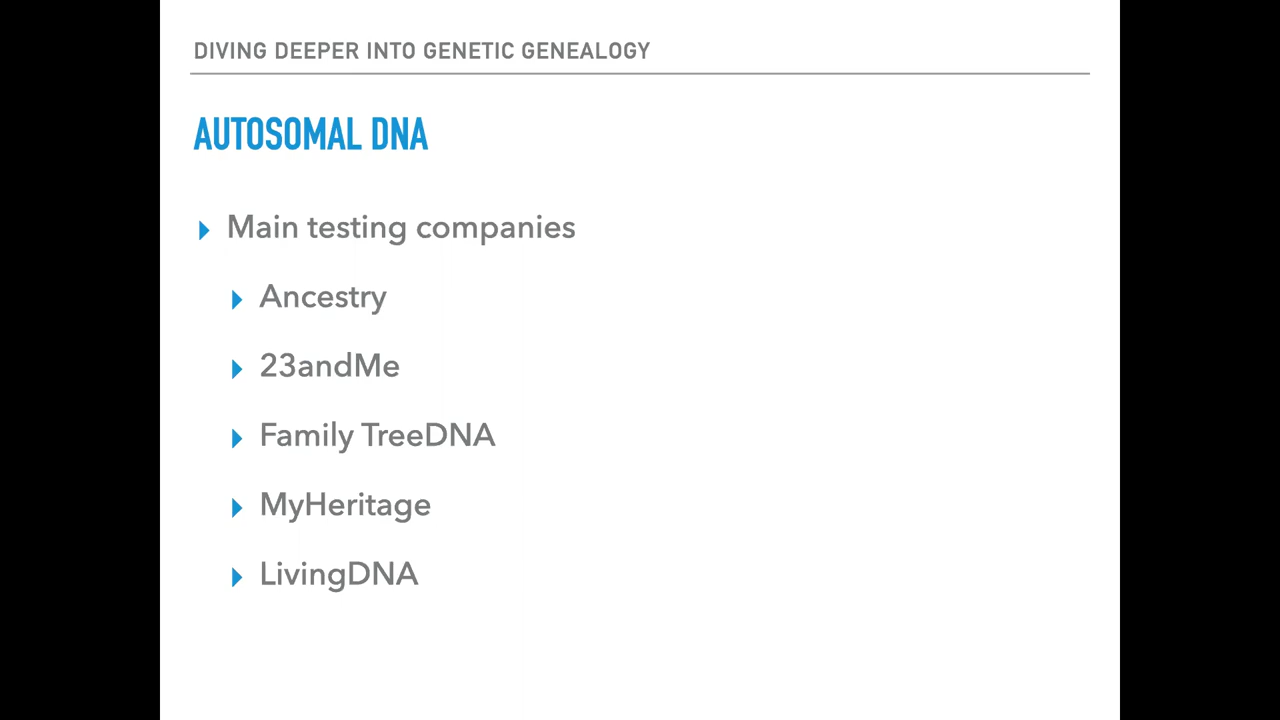 DIVING DEEPER INTO GENETIC GENEALOGY
AUTOSOMAL DNA
Main testing companies
Ancestry
23andMe
Family TreeDNA
MyHeritage
LivingDNA